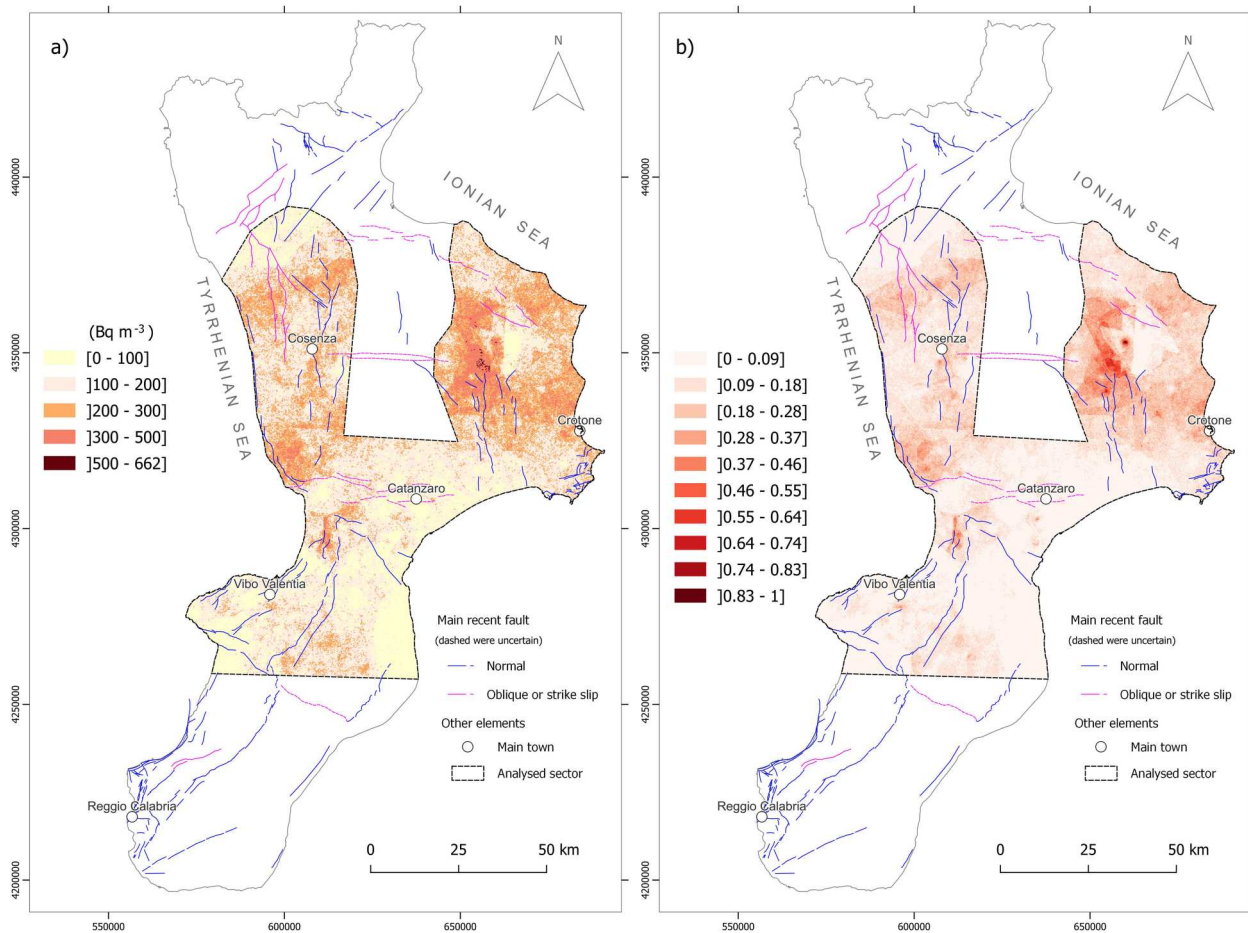 a)
N
IONIAN SEA
TYRRHENIAN SEA
(Bq m⁻³)
[0 - 100]
]100 - 200]
]200 - 300]
]300 - 500]
]500 - 662]
Cosenza
Crotone
Catanzaro
Vibo Valentia
Reggio Calabria
Main recent fault
(dashed were uncertain)
Normal
Oblique or strike slip
Other elements
Main town
Analysed sector
0 25 50 km
4400000
4350000
4300000
4250000
4200000
550000 600000 650000
b)
N
IONIAN SEA
TYRRHENIAN SEA
[0 - 0.09]
]0.09 - 0.18]
[0.18 - 0.28]
]0.28 - 0.37]
]0.37 - 0.46]
]0.46 - 0.55]
]0.55 - 0.64]
]0.64 - 0.74]
]0.74 - 0.83]
]0.83 - 1]
Cosenza
Crotone
Catanzaro
Vibo Valentia
Reggio Calabria
Main recent fault
(dashed were uncertain)
Normal
Oblique or strike slip
Other elements
Main town
Analysed sector
0 25 50 km
4400000
4350000
4300000
4250000
4200000
550000 600000 650000